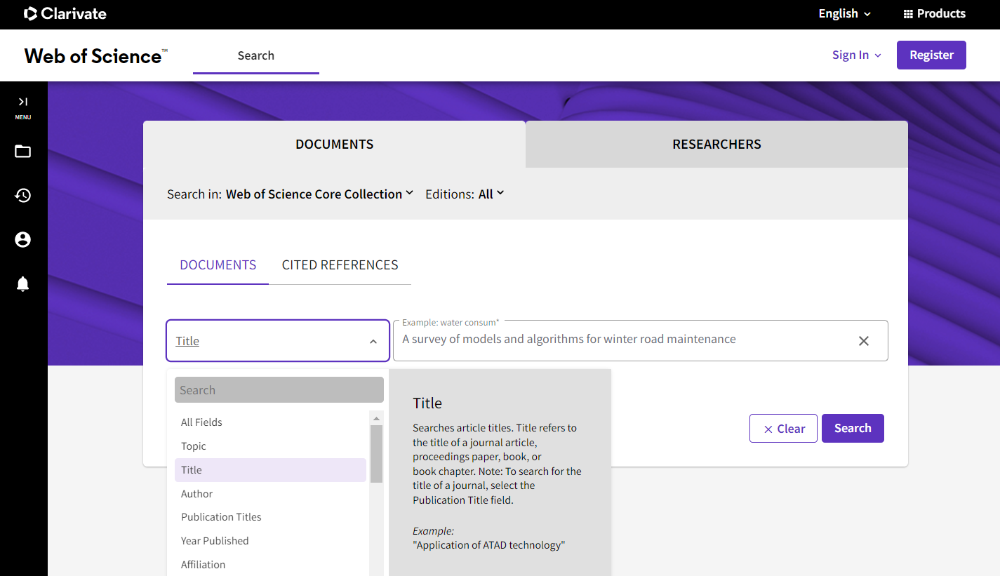 Clarivate
English
Products
Web of Science™
Search
Sign In
Register
MENU
DOCUMENTS
RESEARCHERS
Search in: Web of Science Core Collection
Editions: All
DOCUMENTS
CITED REFERENCES
Title
Example: water consum*
A survey of models and algorithms for winter road maintenance
Search
All Fields
Topic
Title
Author
Publication Titles
Year Published
Affiliation
Title
Searches article titles. Title refers to
the title of a journal article,
proceedings paper, book, or
book chapter. Note: To search for the
title of a journal, select the
Publication Title field.
Example:
"Application of ATAD technology"
× Clear
Search